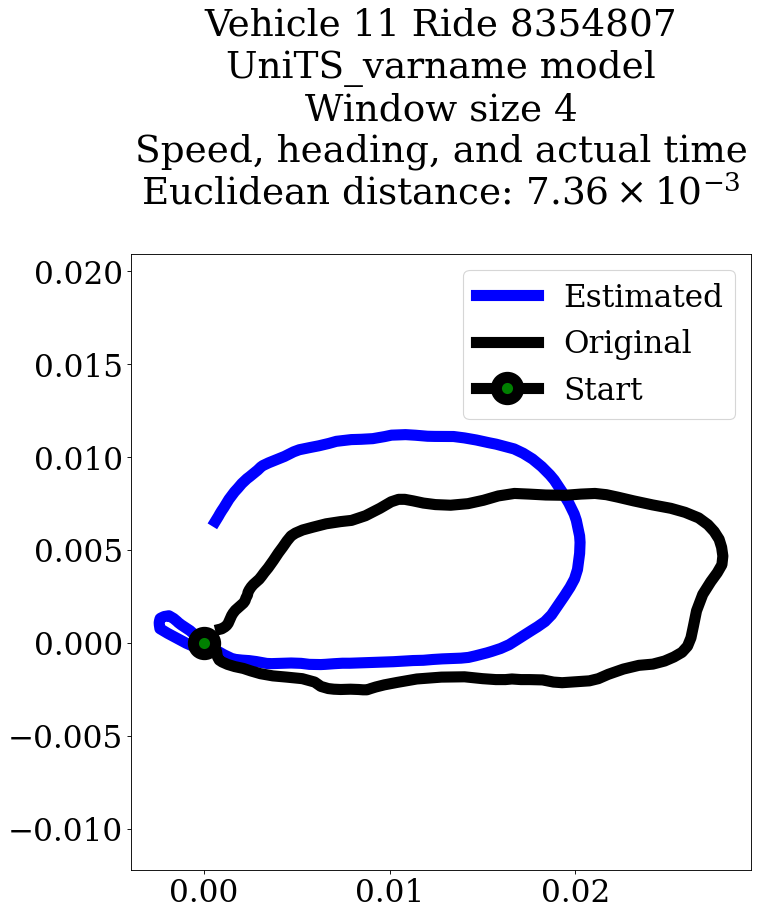 Vehicle 11 Ride 8354807
UniTS_varname model
Window size 4
Speed, heading, and actual time
Euclidean distance: 7.36 × 10⁻³
0.020
0.015
0.010
0.005
0.000
−0.005
−0.010
Estimated
Original
Start
0.00 0.01 0.02